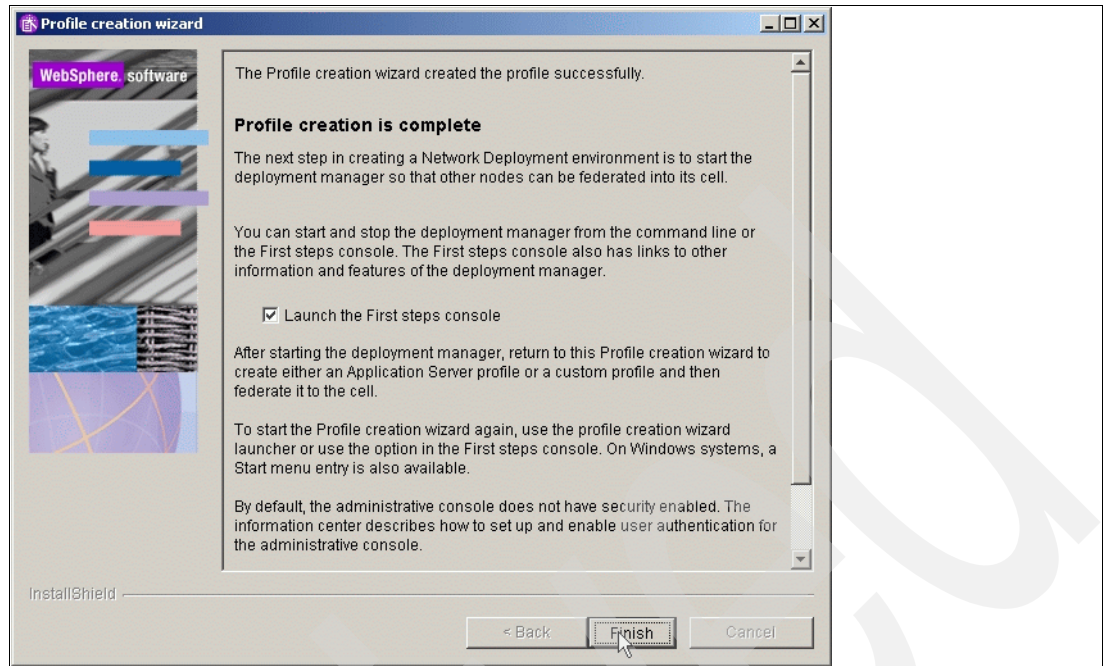 Profile creation wizard
WebSphere. software
The Profile creation wizard created the profile successfully.
Profile creation is complete
The next step in creating a Network Deployment environment is to start the
deployment manager so that other nodes can be federated into its cell.
You can start and stop the deployment manager from the command line or
the First steps console. The First steps console also has links to other
information and features of the deployment manager.
Launch the First steps console
After starting the deployment manager, return to this Profile creation wizard to
create either an Application Server profile or a custom profile and then
federate it to the cell.
To start the Profile creation wizard again, use the profile creation wizard
launcher or use the option in the First steps console. On Windows systems, a
Start menu entry is also available.
By default, the administrative console does not have security enabled. The
information center describes how to set up and enable user authentication for
the administrative console.
InstallShield
< Back
Finish
Cancel